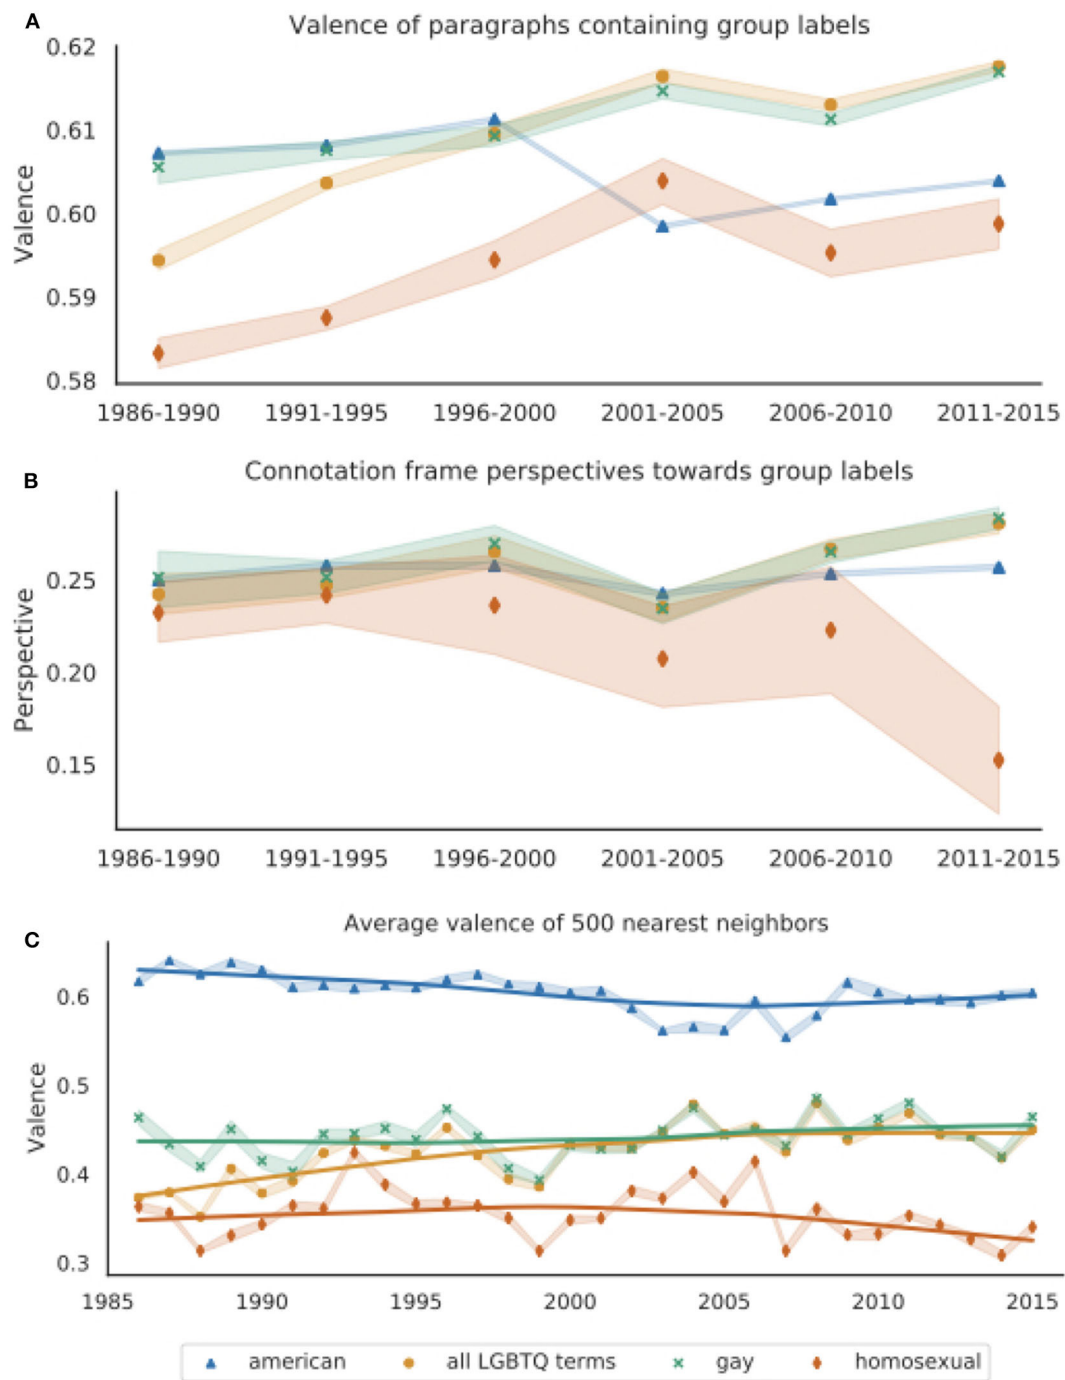 A
Valence of paragraphs containing group labels
0.62
0.61
0.60
0.59
0.58
Valence
1986-1990 1991-1995 1996-2000 2001-2005 2006-2010 2011-2015
B
Connotation frame perspectives towards group labels
0.25
0.20
0.15
Perspective
1986-1990 1991-1995 1996-2000 2001-2005 2006-2010 2011-2015
C
Average valence of 500 nearest neighbors
0.6
0.5
0.4
0.3
Valence
1985 1990 1995 2000 2005 2010 2015
american all LGBTQ terms gay homosexual